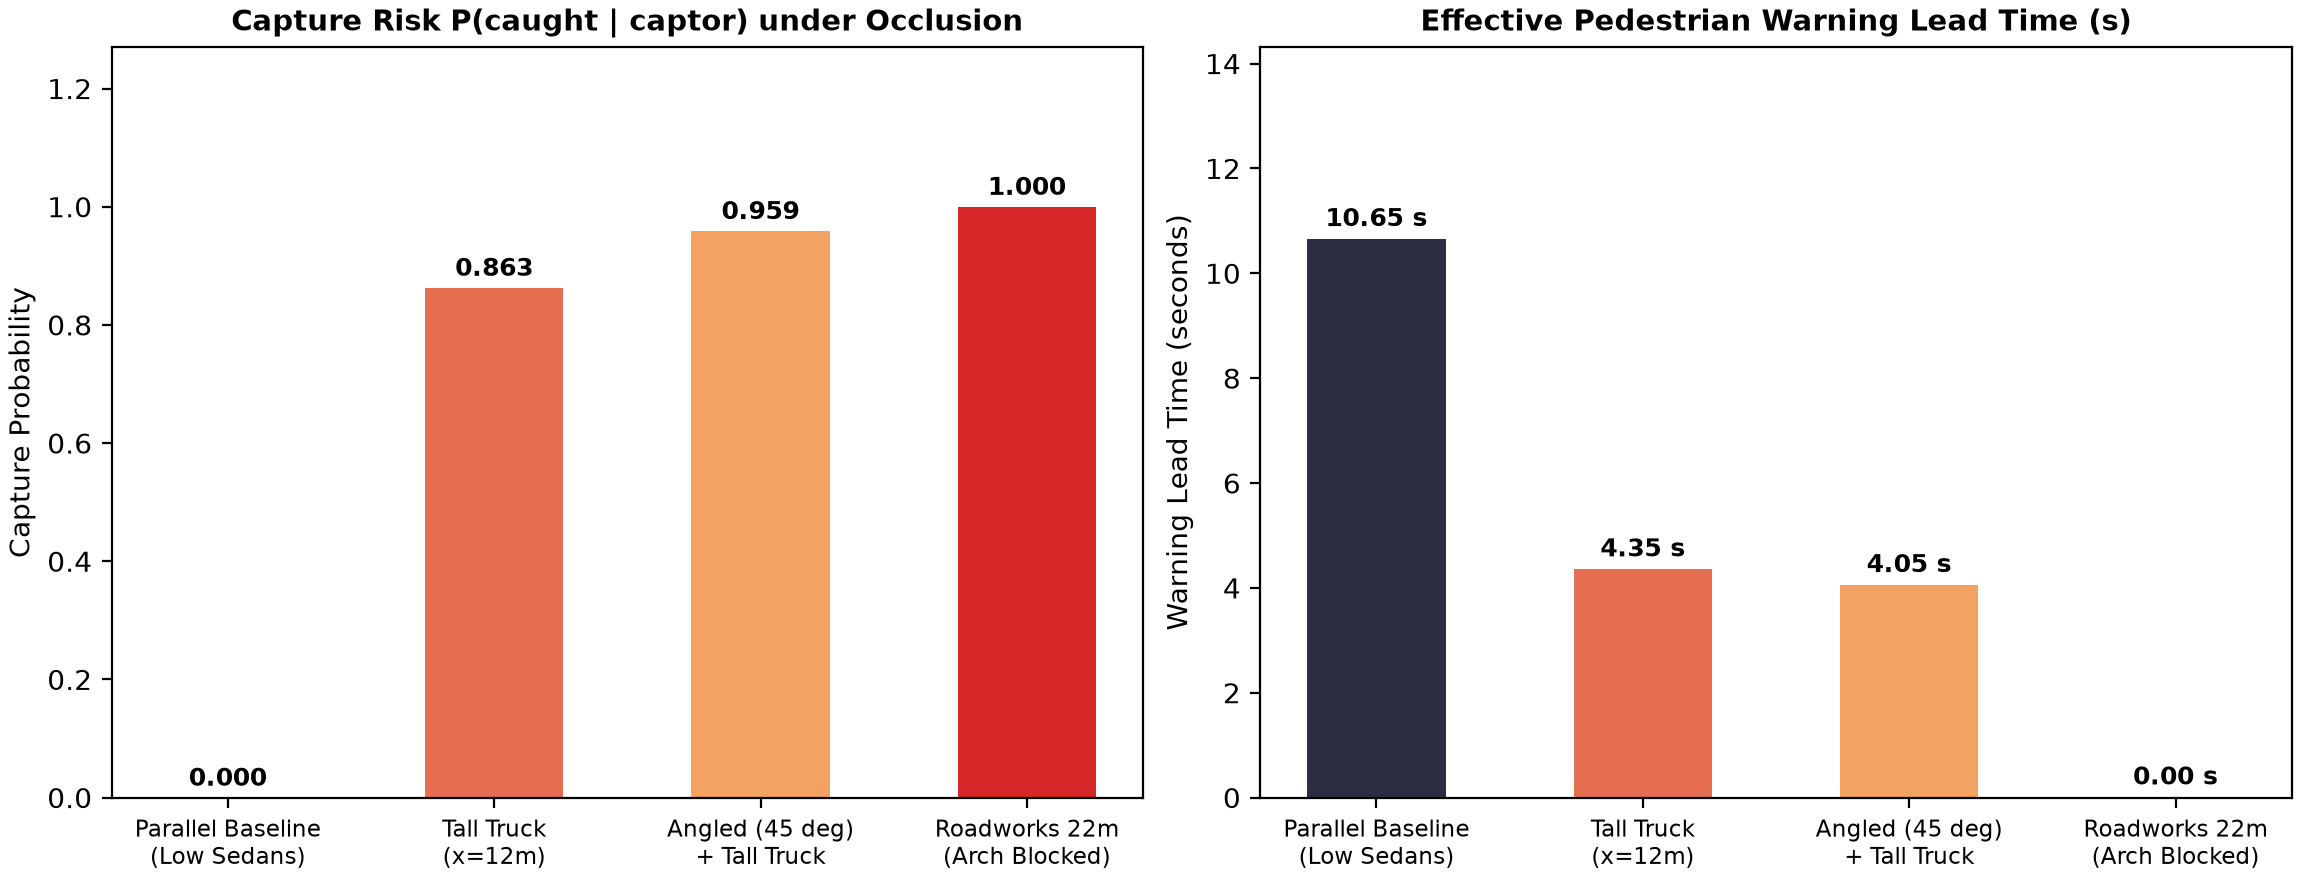 Capture Risk P(caught | captor) under Occlusion
Capture Probability
1.2
1.0
0.8
0.6
0.4
0.2
0.0
0.000
0.863
0.959
1.000
Parallel Baseline
(Low Sedans)
Tall Truck
(x=12m)
Angled (45 deg)
+ Tall Truck
Roadworks 22m
(Arch Blocked)
Effective Pedestrian Warning Lead Time (s)
Warning Lead Time (seconds)
14
12
10
8
6
4
2
0
10.65 s
4.35 s
4.05 s
0.00 s
Parallel Baseline
(Low Sedans)
Tall Truck
(x=12m)
Angled (45 deg)
+ Tall Truck
Roadworks 22m
(Arch Blocked)